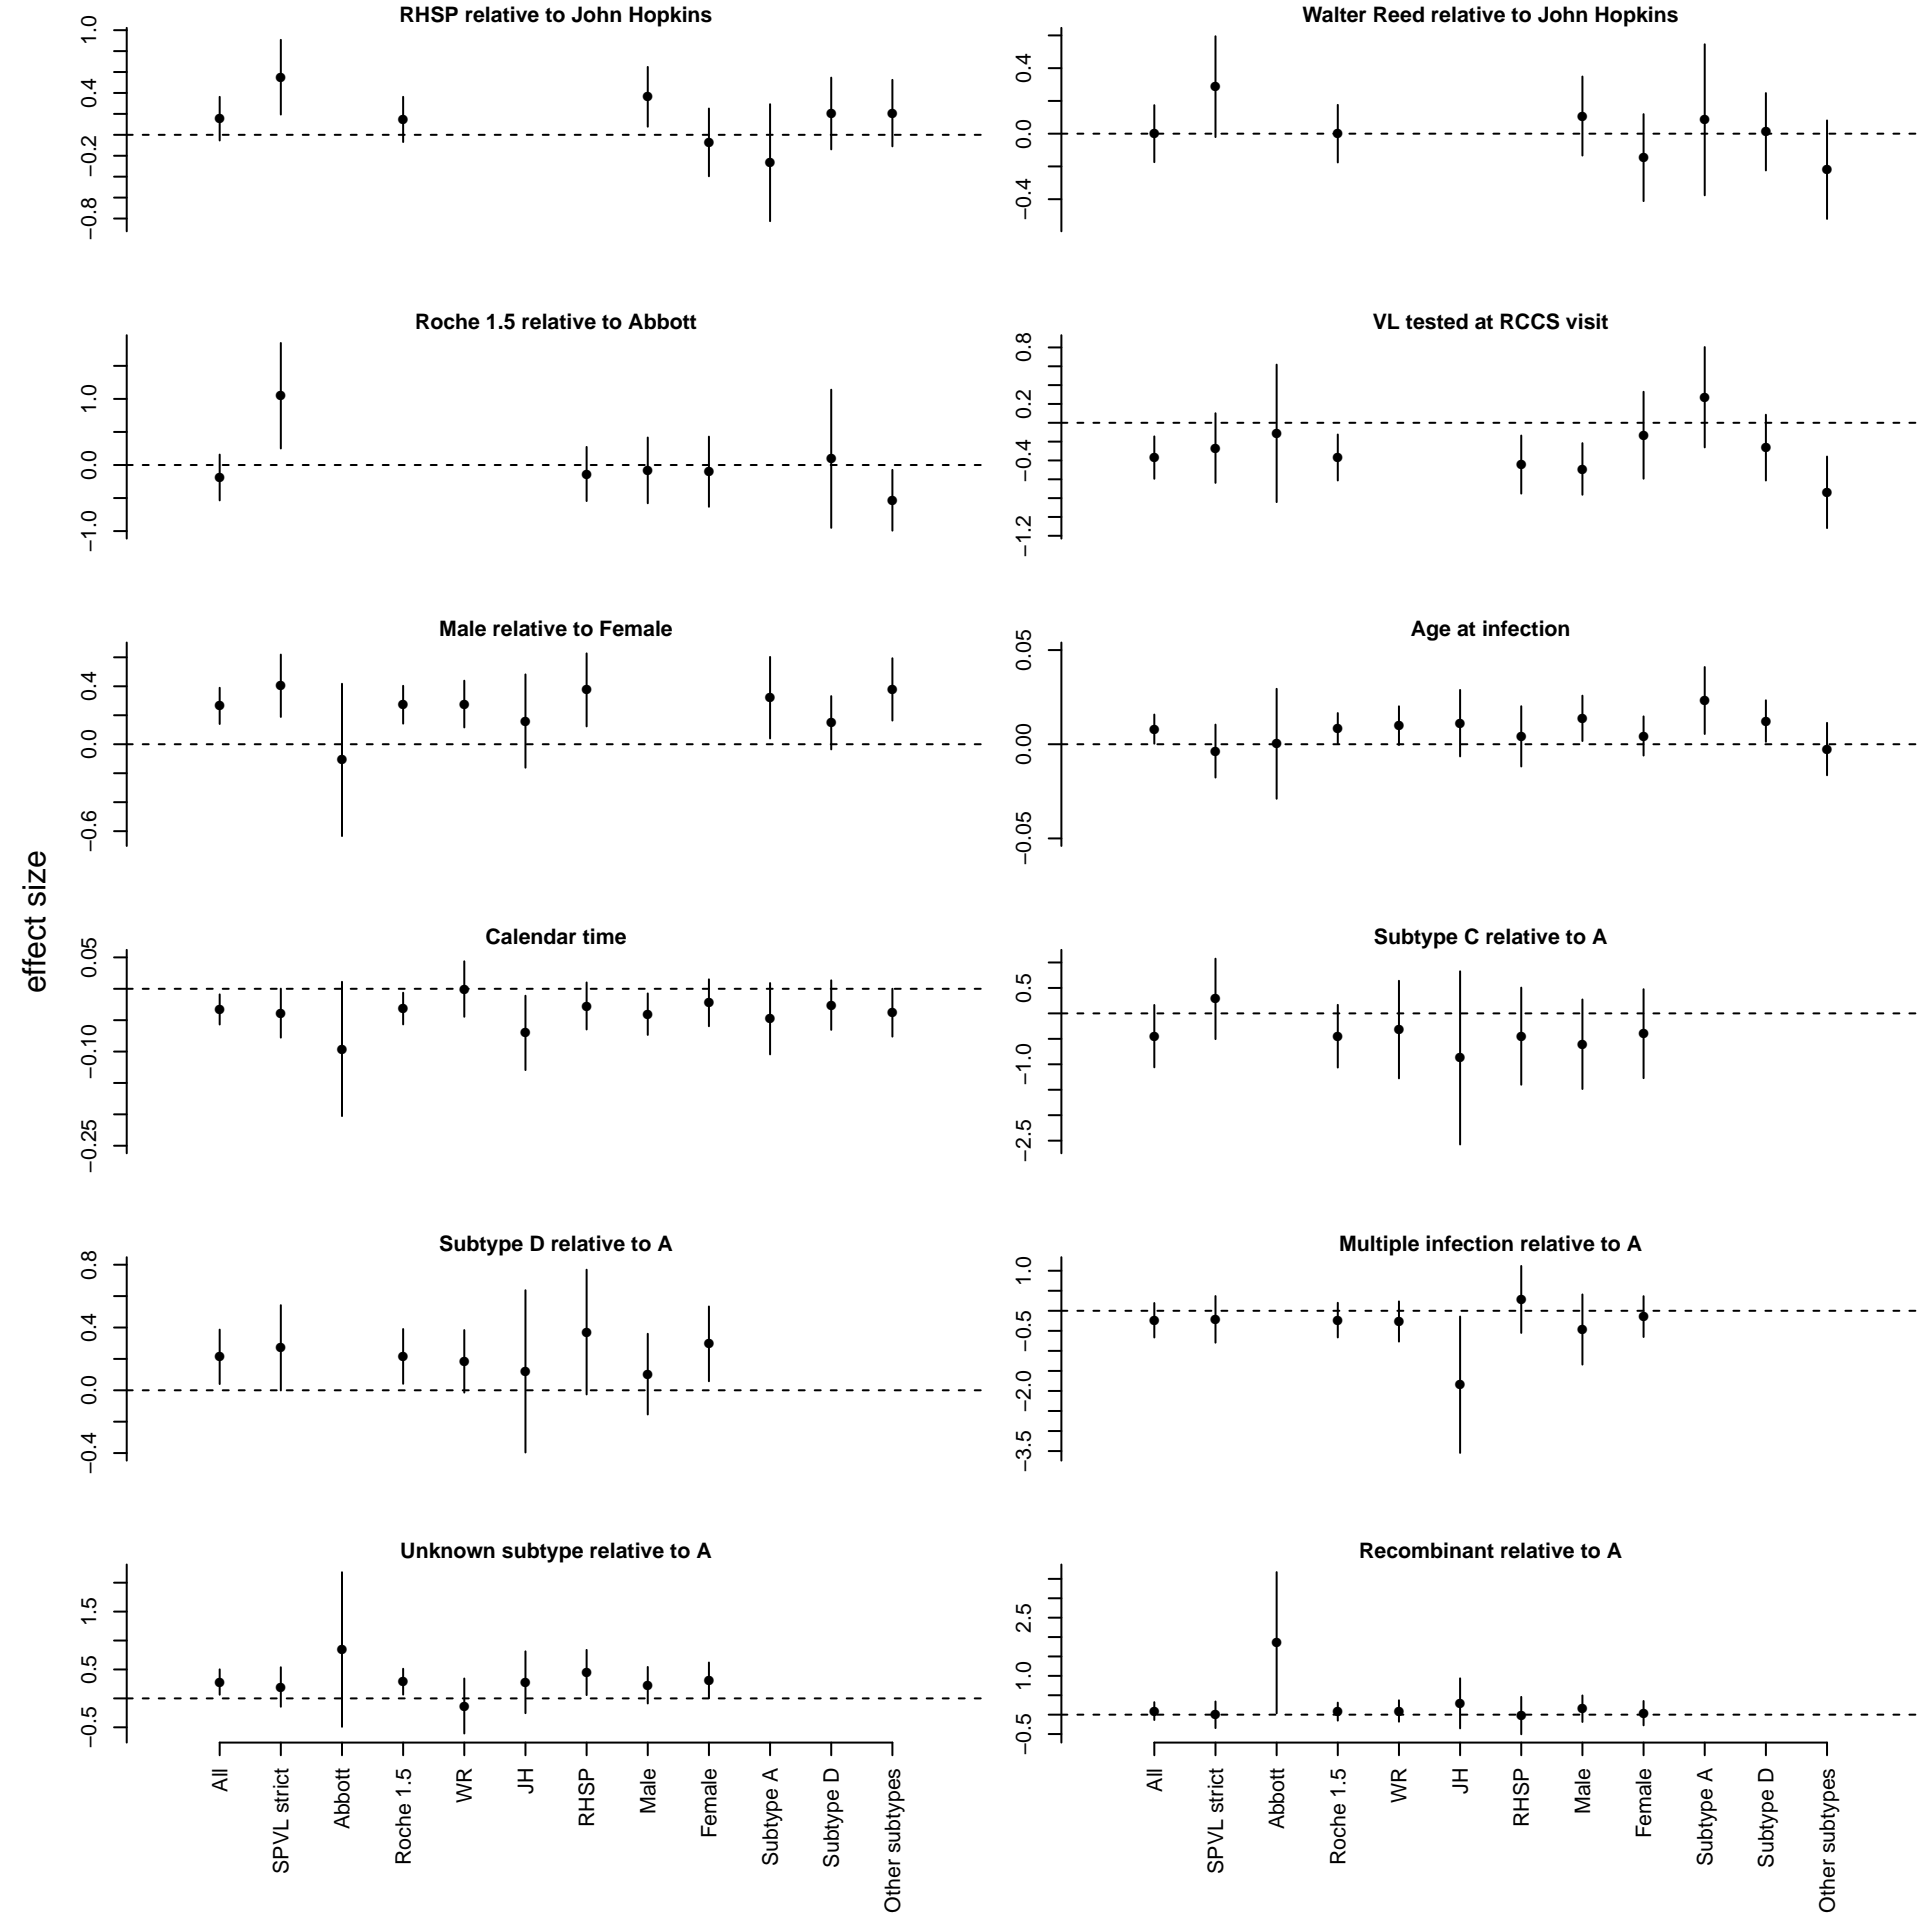 RHSP relative to John Hopkins
1.0
0.4
−0.2
−0.8
Walter Reed relative to John Hopkins
0.4
0.0
−0.4
Roche 1.5 relative to Abbott
1.0
0.0
−1.0
VL tested at RCCS visit
0.8
0.2
−0.4
−1.2
Male relative to Female
0.4
0.0
−0.6
Age at infection
0.05
0.00
−0.05
effect size
Calendar time
0.05
−0.10
−0.25
Subtype C relative to A
0.5
−1.0
−2.5
Subtype D relative to A
0.8
0.4
0.0
−0.4
Multiple infection relative to A
1.0
−0.5
−2.0
−3.5
Unknown subtype relative to A
1.5
0.5
−0.5
All
SPVL strict
Abbott
Roche 1.5
WR
JH
RHSP
Male
Female
Subtype A
Subtype D
Other subtypes
Recombinant relative to A
2.5
1.0
−0.5
All
SPVL strict
Abbott
Roche 1.5
WR
JH
RHSP
Male
Female
Subtype A
Subtype D
Other subtypes